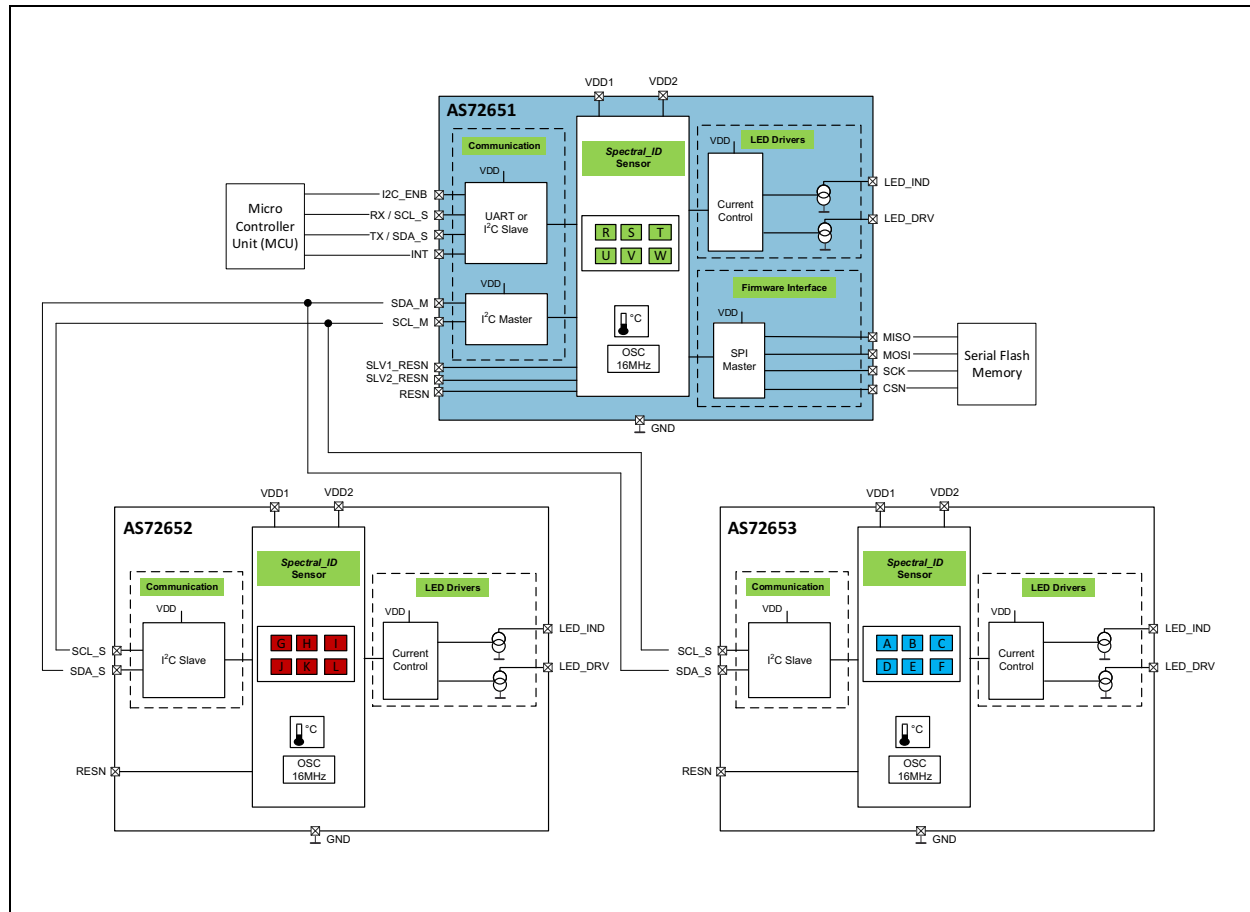 VDD1
VDD2
AS72651
Communication
VDD
UART or
I²C Slave
VDD
I²C Master
Spectral_ID
Sensor
R S T
U V W
°C
OSC
16MHz
LED Drivers
VDD
Current
Control
Firmware Interface
VDD
SPI
Master
Micro
Controller
Unit (MCU)
I2C_ENB
RX / SCL_S
TX / SDA_S
INT
SDA_M
SCL_M
SLV1_RESN
SLV2_RESN
RESN
LED_IND
LED_DRV
MISO
MOSI
SCK
CSN
Serial Flash
Memory
GND
VDD1
VDD2
AS72652
Communication
VDD
I²C Slave
Spectral_ID
Sensor
G H I
J K L
°C
OSC
16MHz
LED Drivers
VDD
Current
Control
SCL_S
SDA_S
RESN
LED_IND
LED_DRV
GND
VDD1
VDD2
AS72653
Communication
VDD
I²C Slave
Spectral_ID
Sensor
A B C
D E F
°C
OSC
16MHz
LED Drivers
VDD
Current
Control
SCL_S
SDA_S
RESN
LED_IND
LED_DRV
GND